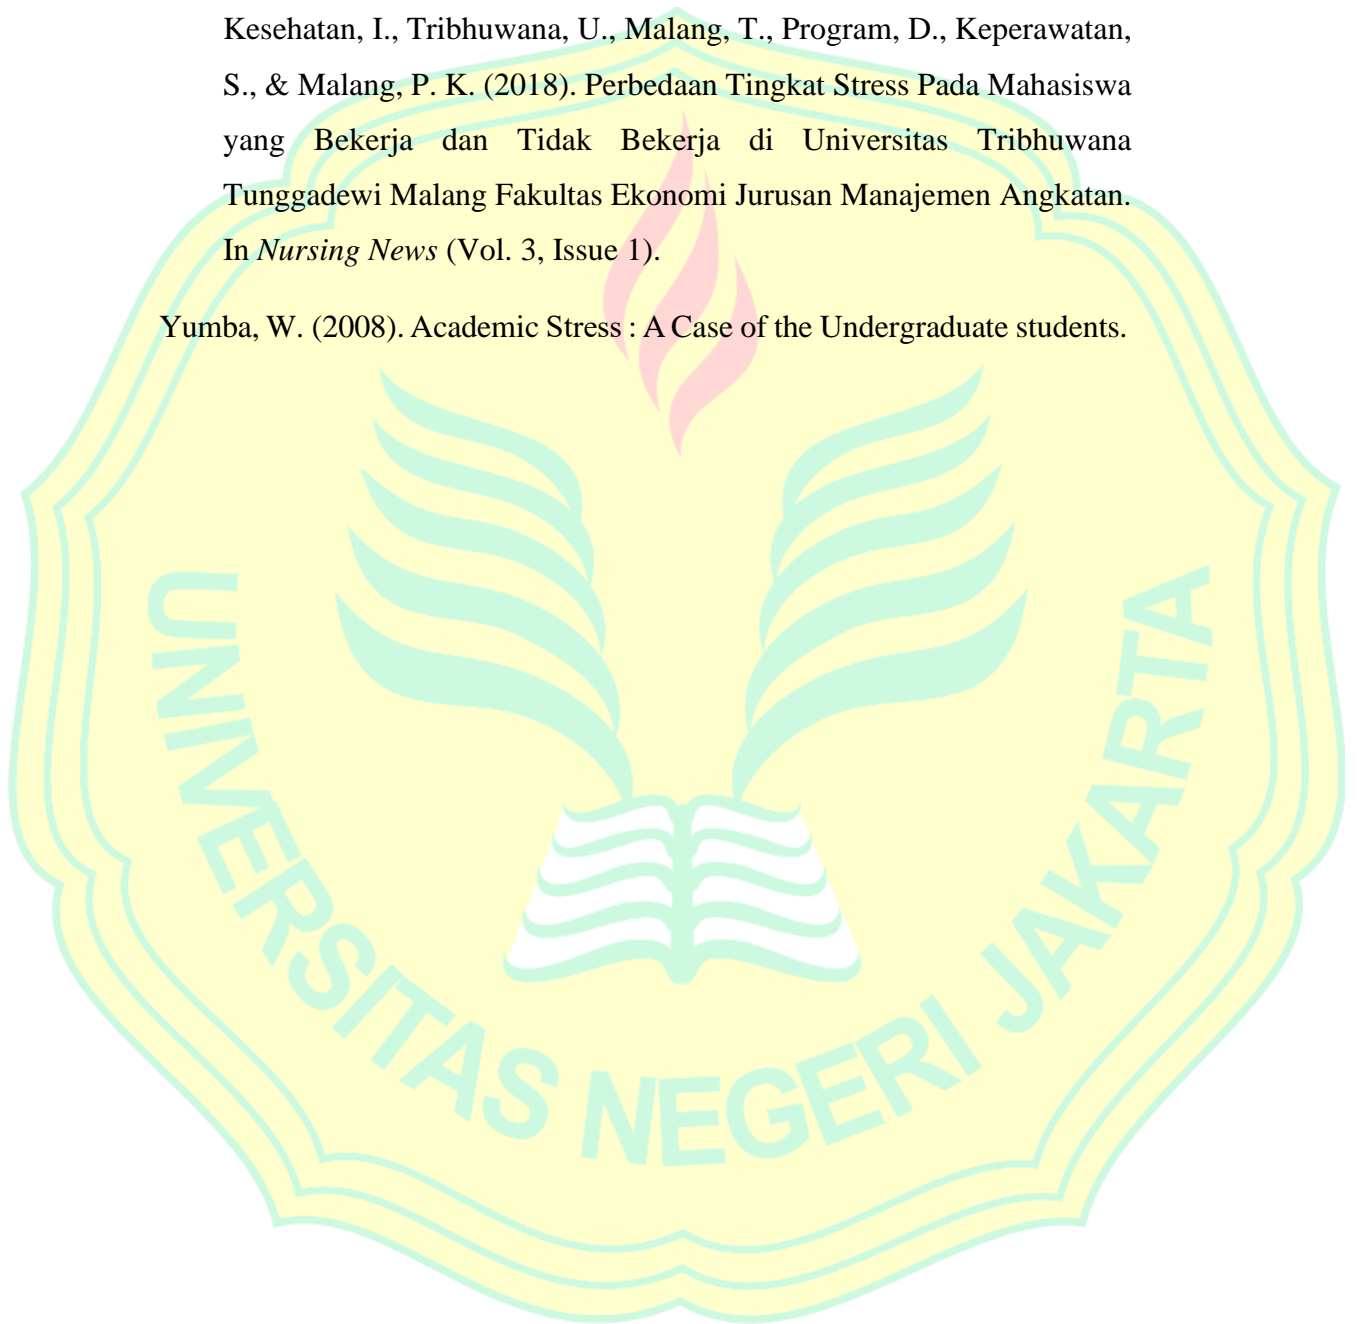 Kesehatan, I., Tribhuwana, U., Malang, T., Program, D., Keperawatan,
S., & Malang, P. K. (2018). Perbedaan Tingkat Stress Pada Mahasiswa
yang Bekerja dan Tidak Bekerja di Universitas Tribhuwana
Tunggadewi Malang Fakultas Ekonomi Jurusan Manajemen Angkatan.
In Nursing News (Vol. 3, Issue 1).
Yumba, W. (2008). Academic Stress : A Case of the Undergraduate students.
UNIVERSITAS NEGERI JAKARTA